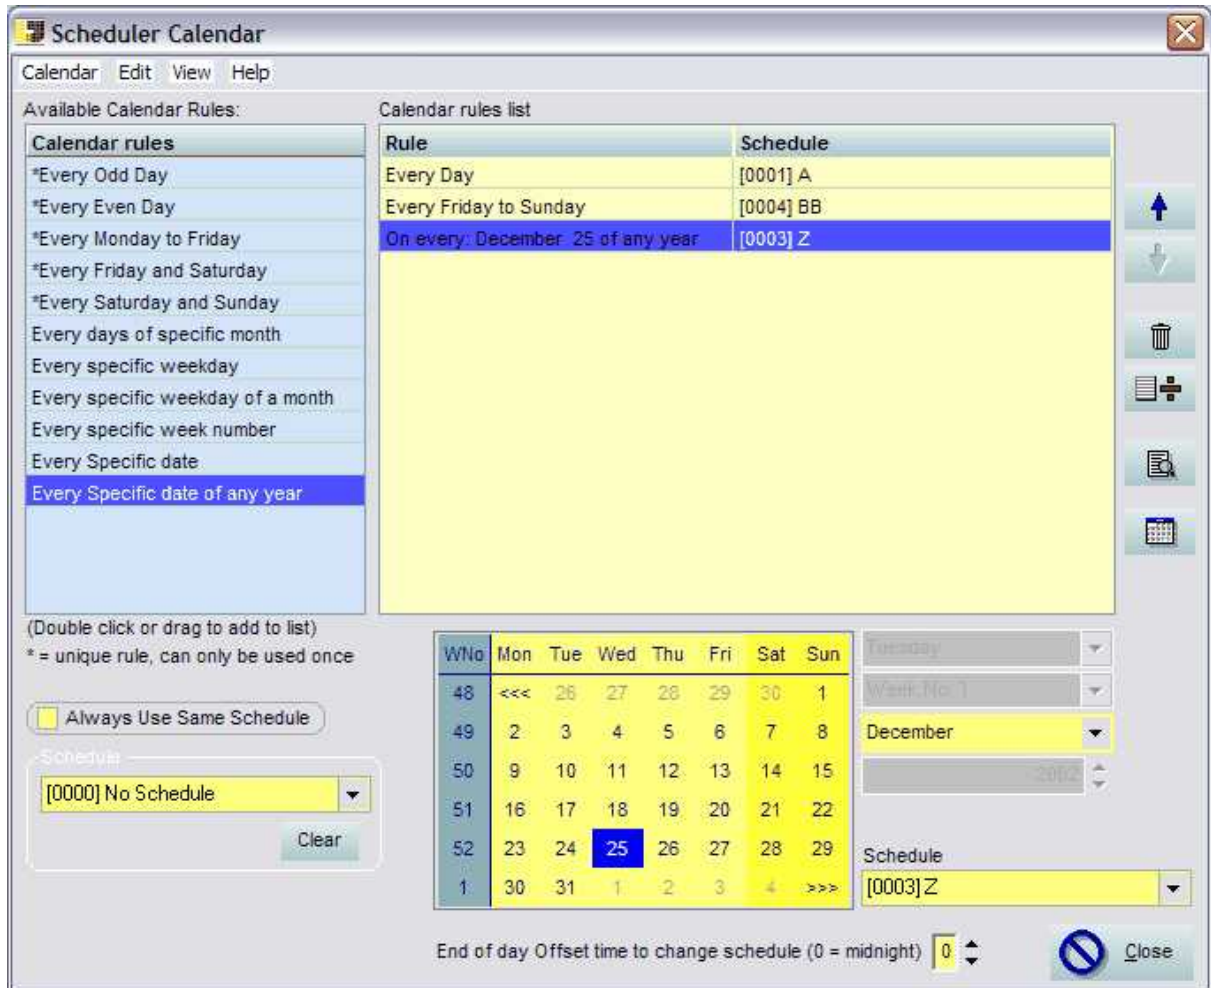 Scheduler Calendar
Calendar Edit View Help
Available Calendar Rules:
Calendar rules
*Every Odd Day
*Every Even Day
*Every Monday to Friday
*Every Friday and Saturday
*Every Saturday and Sunday
Every days of specific month
Every specific weekday
Every specific weekday of a month
Every specific week number
Every Specific date
Every Specific date of any year
(Double click or drag to add to list)
* = unique rule, can only be used once
Always Use Same Schedule
Schedule
[0000] No Schedule
Clear
Calendar rules list
Rule Schedule
Every Day [0001] A
Every Friday to Sunday [0004] BB
On every: December 25 of any year [0003] Z
WNo Mon Tue Wed Thu Fri Sat Sun
48 <<< 26 27 28 29 30 1
49 2 3 4 5 6 7 8
50 9 10 11 12 13 14 15
51 16 17 18 19 20 21 22
52 23 24 25 26 27 28 29
1 30 31 1 2 3 4 >>>
Tuesday
Week No. 1
December
2002
Schedule
[0003] Z
End of day Offset time to change schedule (0 = midnight) 0
Close